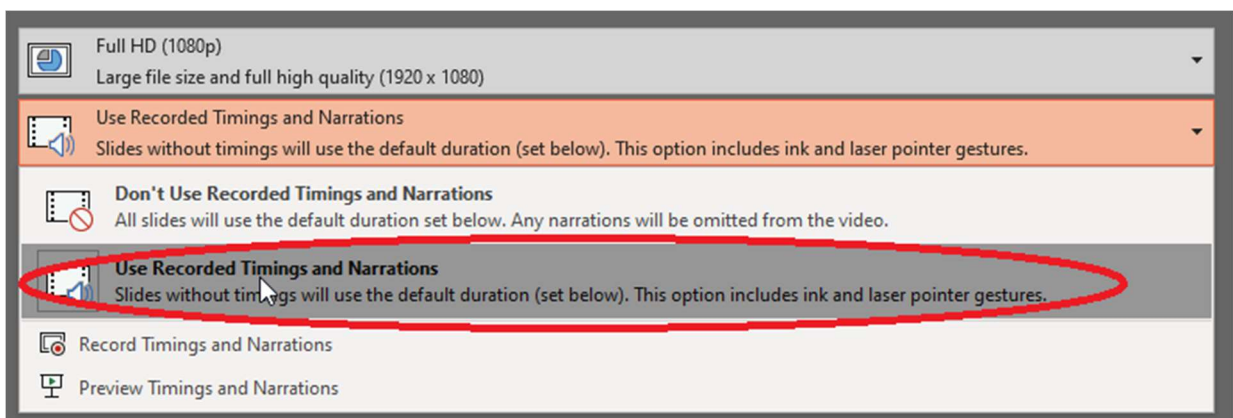 Full HD (1080p)
Large file size and full high quality (1920 x 1080)
Use Recorded Timings and Narrations
Slides without timings will use the default duration (set below). This option includes ink and laser pointer gestures.
Don't Use Recorded Timings and Narrations
All slides will use the default duration set below. Any narrations will be omitted from the video.
Use Recorded Timings and Narrations
Slides without timings will use the default duration (set below). This option includes ink and laser pointer gestures.
Record Timings and Narrations
Preview Timings and Narrations